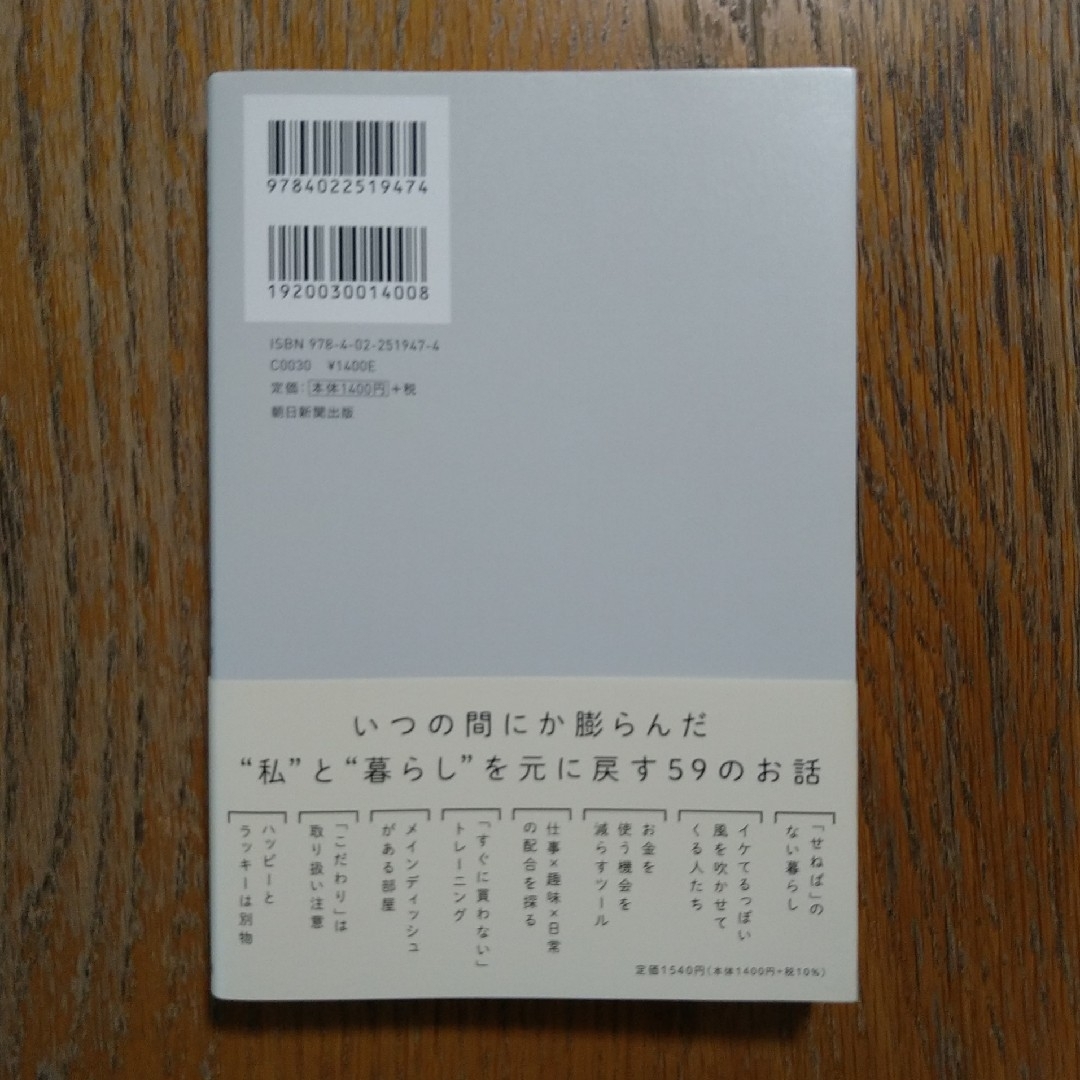 9784022519474
1920030014008
ISBN 978-4-02-251947-4
C0030 ¥1400E
定価:本体1400円+税
朝日新聞出版
いつの間にか膨らんだ
“私”と“暮らし”を元に戻す59のお話
「せねば」の
ない暮らし
イケてるっぽい
風を吹かせて
くる人たち
お金を
使う機会を
減らすツール
仕事×趣味×日常
の配合を探る
「すぐに買わない」
トレーニング
メインディッシュ
がある部屋
「こだわり」は
取り扱い注意
ハッピーと
ラッキーは別物
定価1540円(本体1400円+税10%)